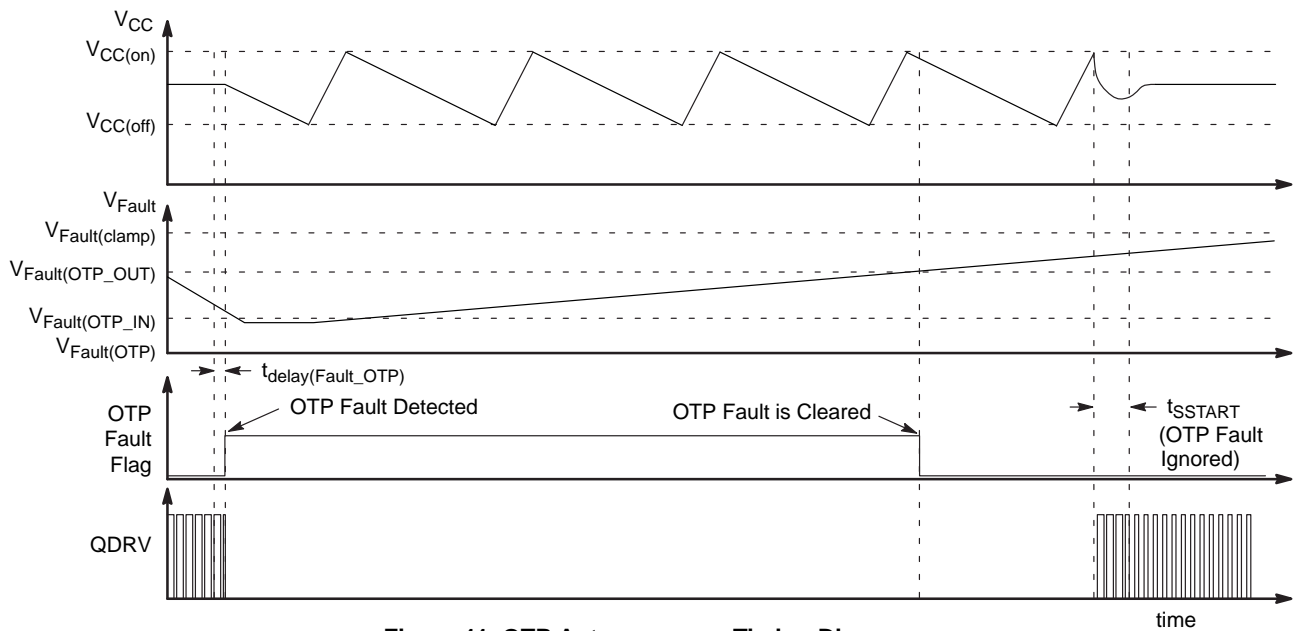 VCC
VCC(on)
VCC(off)
VFault
VFault(clamp)
VFault(OTP_OUT)
VFault(OTP_IN)
VFault(OTP)
tdelay(Fault_OTP)
OTP
Fault
Flag
OTP Fault Detected
OTP Fault is Cleared
tSSTART
(OTP Fault
Ignored)
QDRV
time